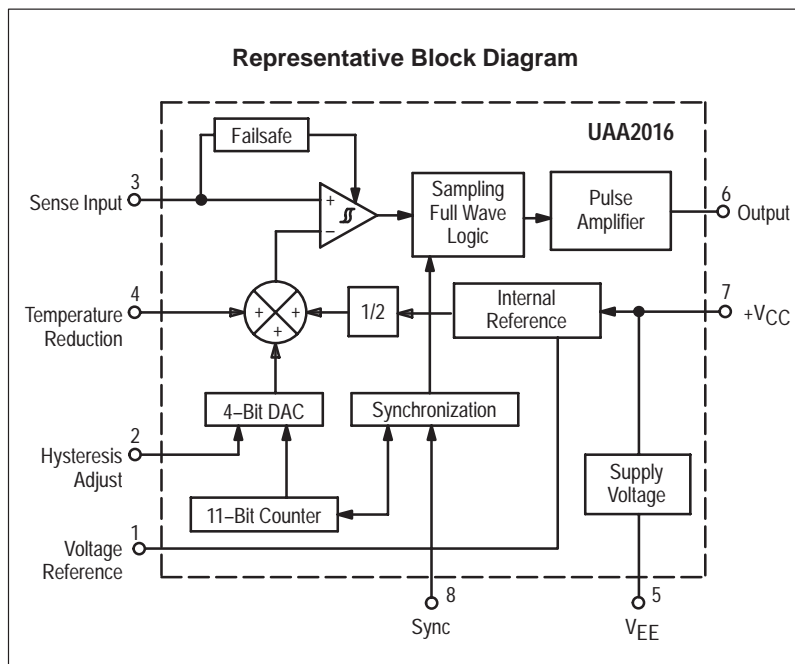 Representative Block Diagram
UAA2016
Failsafe
3
Sense Input
+
–
Sampling
Full Wave
Logic
Pulse
Amplifier
6
Output
4
Temperature
Reduction
+
+
+
1/2
Internal
Reference
7
+VCC
4–Bit DAC
Synchronization
2
Hysteresis
Adjust
11–Bit Counter
Supply
Voltage
1
Voltage
Reference
8
Sync
5
VEE